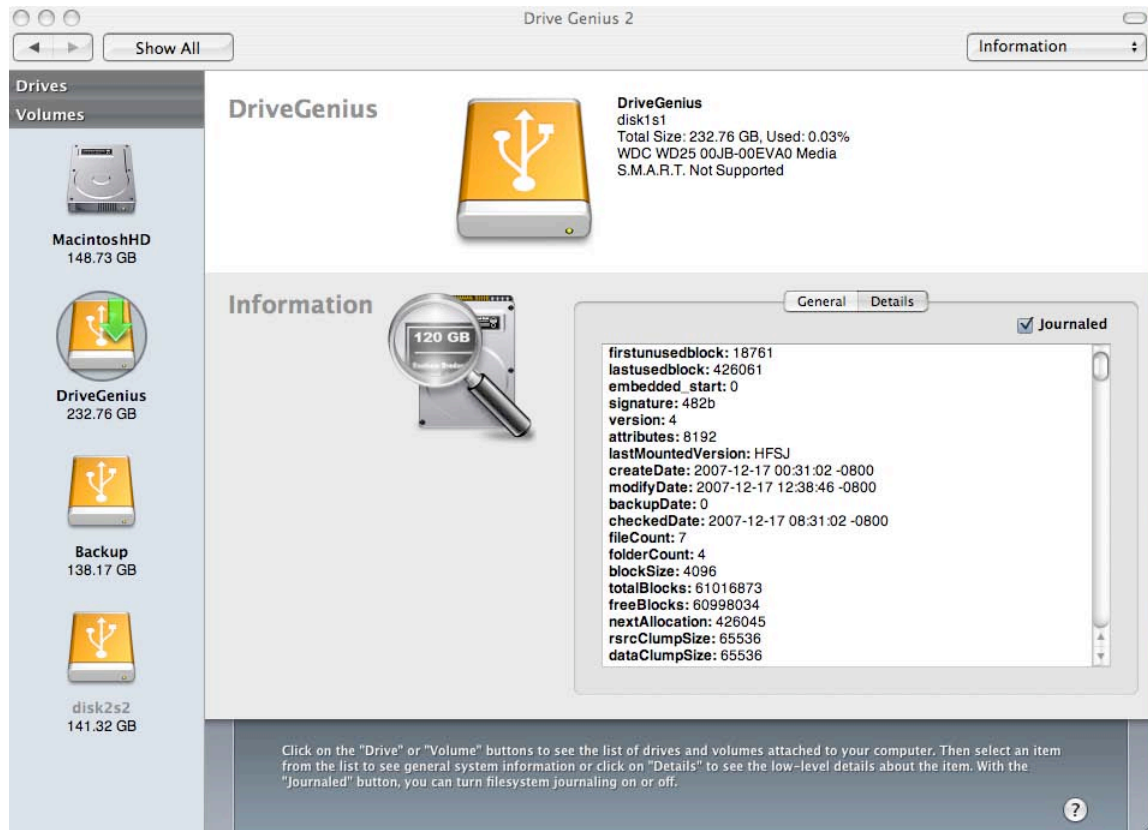 Drive Genius 2
Show All
Information
Drives
Volumes
MacintoshHD
148.73 GB
DriveGenius
232.76 GB
Backup
138.17 GB
disk2s2
141.32 GB
DriveGenius
DriveGenius
disk1s1
Total Size: 232.76 GB, Used: 0.03%
WDC WD25 00JB-00EVA0 Media
S.M.A.R.T. Not Supported
Information
120 GB
General Details
Journaled
firstunusedblock: 18761
lastusedblock: 426061
embedded_start: 0
signature: 482b
version: 4
attributes: 8192
lastMountedVersion: HFSJ
createDate: 2007-12-17 00:31:02 -0800
modifyDate: 2007-12-17 12:38:46 -0800
backupDate: 0
checkedDate: 2007-12-17 08:31:02 -0800
fileCount: 7
folderCount: 4
blockSize: 4096
totalBlocks: 61016873
freeBlocks: 60998034
nextAllocation: 426045
rsrcClumpSize: 65536
dataClumpSize: 65536
Click on the "Drive" or "Volume" buttons to see the list of drives and volumes attached to your computer. Then select an item
from the list to see general system information or click on "Details" to see the low-level details about the item. With the
"Journaled" button, you can turn filesystem journaling on or off.
?